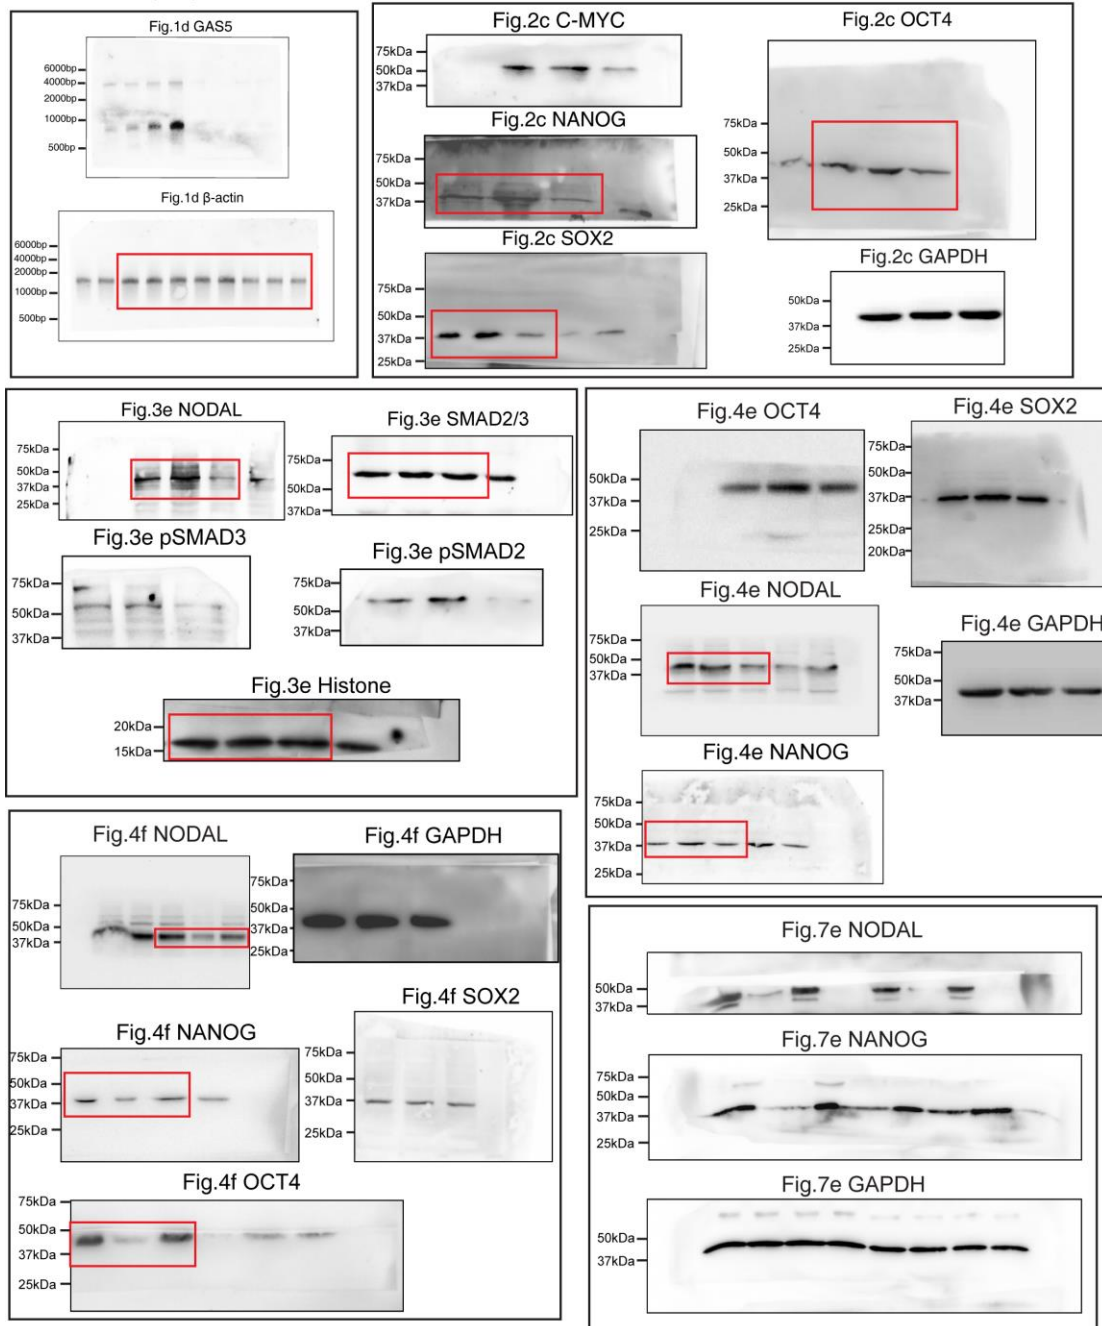 Fig.1d GAS5
6000bp
4000bp
2000bp
1000bp
500bp
Fig.1d β-actin
6000bp
4000bp
2000bp
1000bp
500bp
Fig.2c C-MYC
75kDa
50kDa
37kDa
Fig.2c NANOG
75kDa
50kDa
37kDa
Fig.2c SOX2
75kDa
50kDa
37kDa
25kDa
Fig.2c OCT4
75kDa
50kDa
37kDa
25kDa
Fig.2c GAPDH
50kDa
37kDa
25kDa
Fig.3e NODAL
75kDa
50kDa
37kDa
25kDa
Fig.3e SMAD2/3
75kDa
50kDa
37kDa
Fig.3e pSMAD3
75kDa
50kDa
37kDa
Fig.3e pSMAD2
75kDa
50kDa
37kDa
Fig.3e Histone
20kDa
15kDa
Fig.4e OCT4
50kDa
37kDa
25kDa
Fig.4e SOX2
75kDa
50kDa
37kDa
25kDa
20kDa
Fig.4e NODAL
75kDa
50kDa
37kDa
Fig.4e GAPDH
75kDa
50kDa
37kDa
Fig.4e NANOG
75kDa
50kDa
37kDa
25kDa
Fig.4f NODAL
75kDa
50kDa
37kDa
Fig.4f GAPDH
75kDa
50kDa
37kDa
25kDa
Fig.4f NANOG
75kDa
50kDa
37kDa
25kDa
Fig.4f SOX2
75kDa
50kDa
37kDa
25kDa
Fig.4f OCT4
75kDa
50kDa
37kDa
25kDa
Fig.7e NODAL
50kDa
37kDa
Fig.7e NANOG
75kDa
50kDa
37kDa
25kDa
Fig.7e GAPDH
50kDa
37kDa